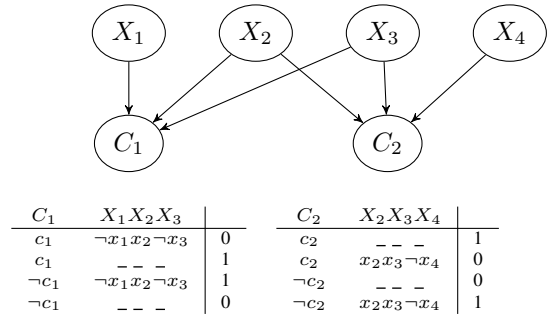 X₁ X₂ X₃ X₄
C₁ C₂
C₁ X₁X₂X₃ C₂ X₂X₃X₄
c₁ ¬x₁x₂¬x₃ 0 c₂ _ _ _ 1
c₁ _ _ _ 1 c₂ x₂x₃¬x₄ 0
¬c₁ ¬x₁x₂¬x₃ 1 ¬c₂ _ _ _ 0
¬c₁ _ _ _ 0 ¬c₂ x₂x₃¬x₄ 1